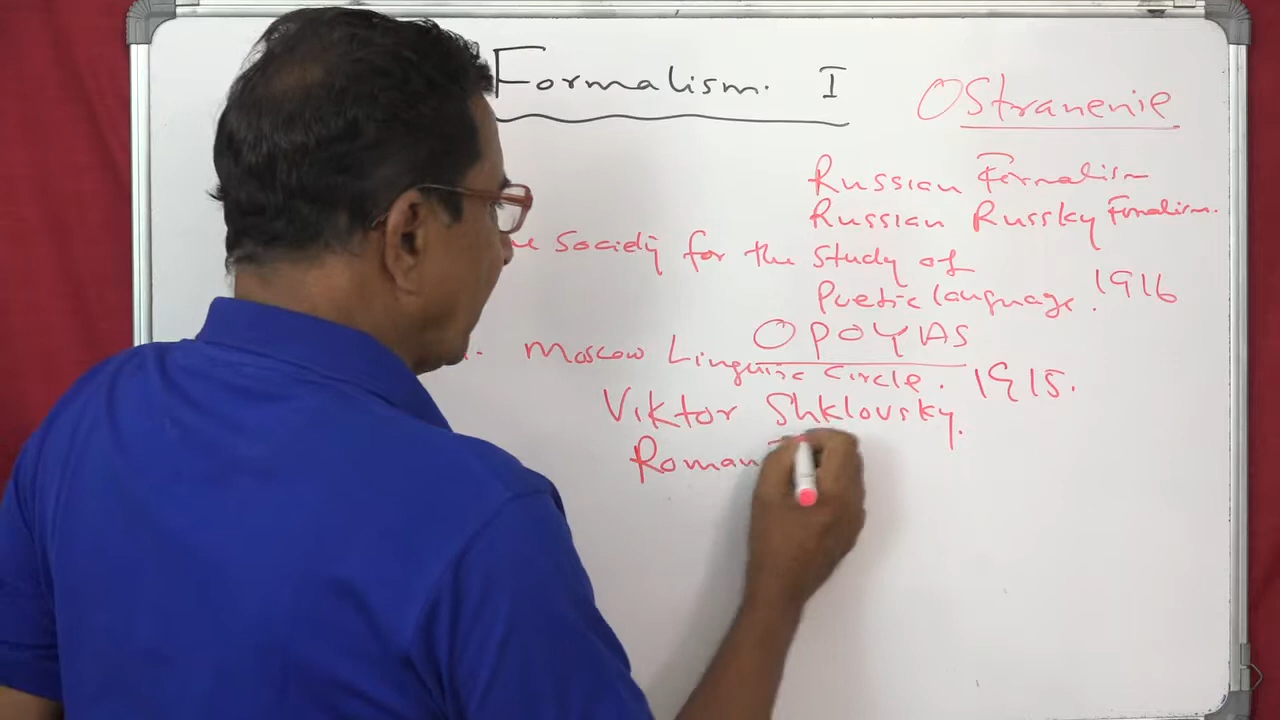 Formalism. I
Ostranenie
Russian Formalism
Russian Russky Formalism.
Society for the Study of
Poetic language. 1916
OPOYAS
Moscow Linguistic Circle. 1915.
Viktor Shklovsky.
Roman